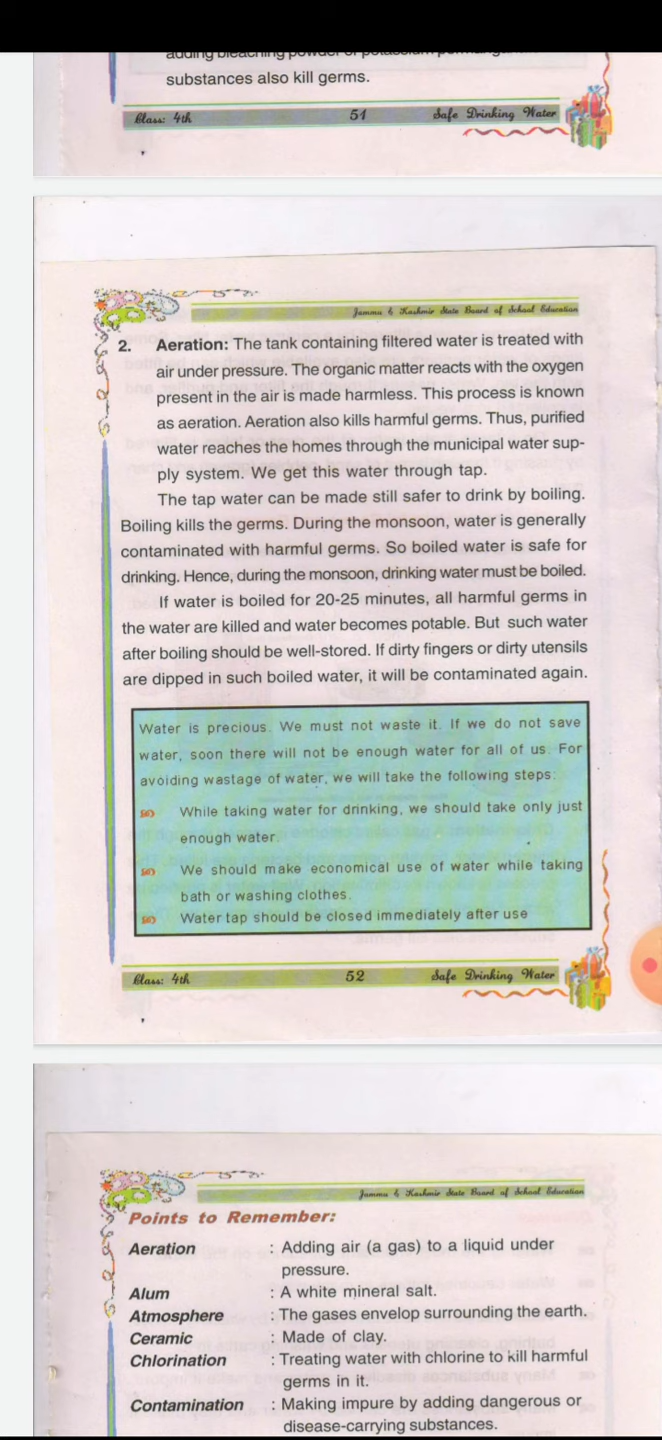 adding bleaching powder or potassium
substances also kill germs.
Class: 4th 51 Safe Drinking Water
Jammu & Kashmir State Board of School Education
2. Aeration: The tank containing filtered water is treated with
air under pressure. The organic matter reacts with the oxygen
present in the air is made harmless. This process is known
as aeration. Aeration also kills harmful germs. Thus, purified
water reaches the homes through the municipal water sup-
ply system. We get this water through tap.
The tap water can be made still safer to drink by boiling.
Boiling kills the germs. During the monsoon, water is generally
contaminated with harmful germs. So boiled water is safe for
drinking. Hence, during the monsoon, drinking water must be boiled.
If water is boiled for 20-25 minutes, all harmful germs in
the water are killed and water becomes potable. But such water
after boiling should be well-stored. If dirty fingers or dirty utensils
are dipped in such boiled water, it will be contaminated again.
Water is precious. We must not waste it. If we do not save
water, soon there will not be enough water for all of us. For
avoiding wastage of water, we will take the following steps:
While taking water for drinking, we should take only just
enough water.
We should make economical use of water while taking
bath or washing clothes.
Water tap should be closed immediately after use
Class: 4th 52 Safe Drinking Water
Jammu & Kashmir State Board of School Education
Points to Remember:
Aeration : Adding air (a gas) to a liquid under
pressure.
Alum : A white mineral salt.
Atmosphere : The gases envelop surrounding the earth.
Ceramic : Made of clay.
Chlorination : Treating water with chlorine to kill harmful
germs in it.
Contamination : Making impure by adding dangerous or
disease-carrying substances.